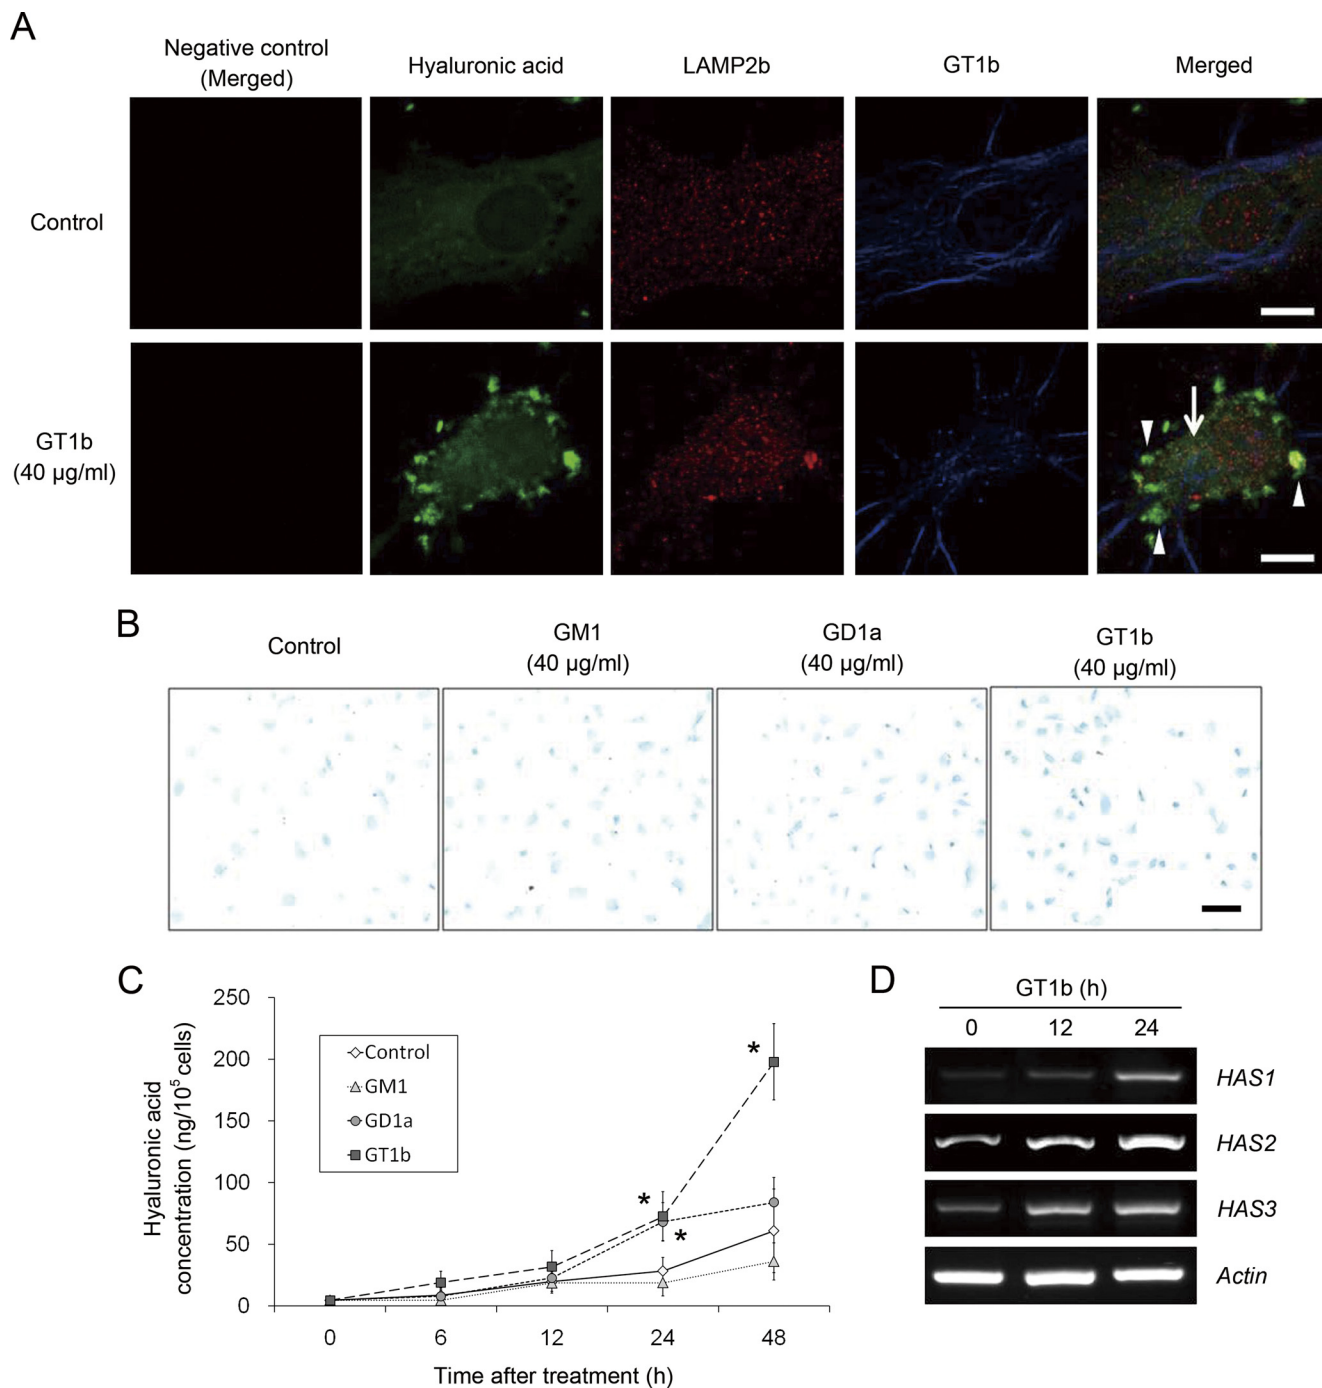 A
Negative control
(Merged)
Hyaluronic acid
LAMP2b
GT1b
Merged
Control
GT1b
(40 µg/ml)
B
Control
GM1
(40 µg/ml)
GD1a
(40 µg/ml)
GT1b
(40 µg/ml)
C
Hyaluronic acid
concentration (ng/10⁵ cells)
250
200
150
100
50
0
Control
GM1
GD1a
GT1b
*
*
*
0 6 12 24 48
Time after treatment (h)
D
GT1b (h)
0 12 24
HAS1
HAS2
HAS3
Actin